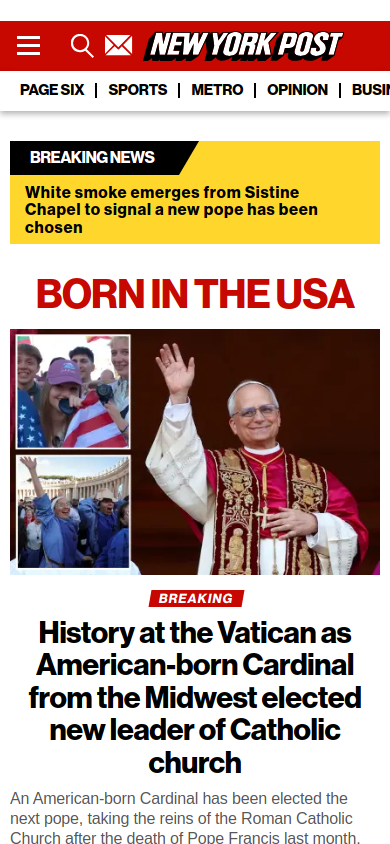 NEW YORK POST
PAGE SIX | SPORTS | METRO | OPINION | BUSIN
BREAKING NEWS
White smoke emerges from Sistine
Chapel to signal a new pope has been
chosen
BORN IN THE USA
BREAKING
History at the Vatican as
American-born Cardinal
from the Midwest elected
new leader of Catholic
church
An American-born Cardinal has been elected the
next pope, taking the reins of the Roman Catholic
Church after the death of Pope Francis last month.